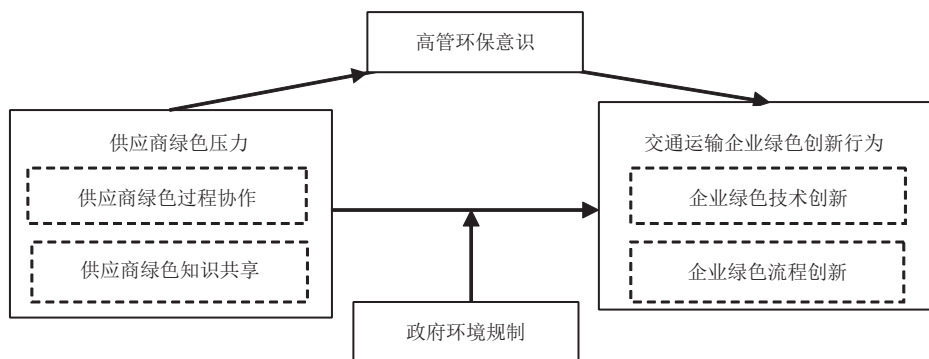 高管环保意识
供应商绿色压力
供应商绿色过程协作
供应商绿色知识共享
交通运输企业绿色创新行为
企业绿色技术创新
企业绿色流程创新
政府环境规制